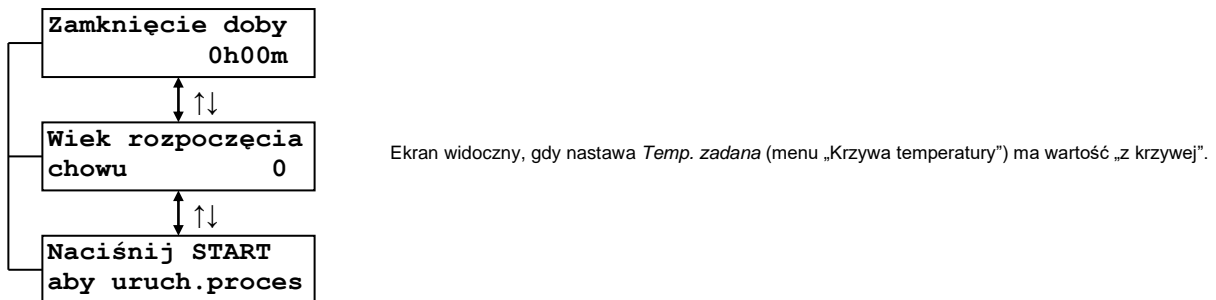 Zamknięcie doby
0h00m
↑↓
Wiek rozpoczęcia
chowu 0
Ekran widoczny, gdy nastawa Temp. zadana (menu „Krzywa temperatury”) ma wartość „z krzywej”.
↑↓
Naciśnij START
aby uruch.proces